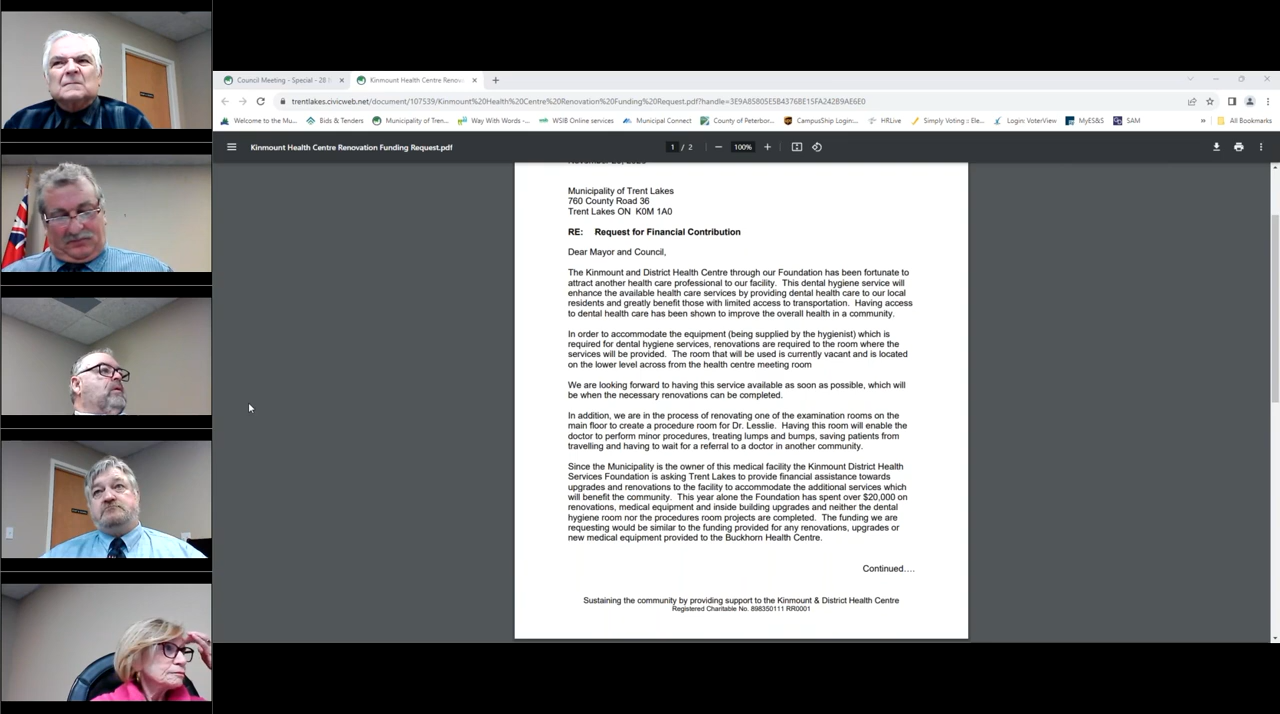 Council Meeting - Special - 28
Kinmount Health Centre Renov
trentlakes.civicweb.net/document/107539/Kinmount%20Health%20Centre%20Renovation%20Funding%20Request.pdf?handle=3E9A85805E5B4376BE15FA242B9AE6E0
Welcome to the Mu... Bids & Tenders Municipality of Tren... Way With Words -... WSIB Online services Municipal Connect County of Peterbor... CampusShip Login... HRLive Simply Voting :: Ele... Login: VoterView MyES&S SAM » All Bookmarks
Kinmount Health Centre Renovation Funding Request.pdf 1 / 2 100%
Municipality of Trent Lakes
760 County Road 36
Trent Lakes ON K0M 1A0
RE: Request for Financial Contribution
Dear Mayor and Council,
The Kinmount and District Health Centre through our Foundation has been fortunate to
attract another health care professional to our facility. This dental hygiene service will
enhance the available health care services by providing dental health care to our local
residents and greatly benefit those with limited access to transportation. Having access
to dental health care has been shown to improve the overall health in a community.
In order to accommodate the equipment (being supplied by the hygienist) which is
required for dental hygiene services, renovations are required to the room where the
services will be provided. The room that will be used is currently vacant and is located
on the lower level across from the health centre meeting room
We are looking forward to having this service available as soon as possible, which will
be when the necessary renovations can be completed.
In addition, we are in the process of renovating one of the examination rooms on the
main floor to create a procedure room for Dr. Lesslie. Having this room will enable the
doctor to perform minor procedures, treating lumps and bumps, saving patients from
travelling and having to wait for a referral to a doctor in another community.
Since the Municipality is the owner of this medical facility the Kinmount District Health
Services Foundation is asking Trent Lakes to provide financial assistance towards
upgrades and renovations to the facility to accommodate the additional services which
will benefit the community. This year alone the Foundation has spent over $20,000 on
renovations, medical equipment and inside building upgrades and neither the dental
hygiene room nor the procedures room projects are completed. The funding we are
requesting would be similar to the funding provided for any renovations, upgrades or
new medical equipment provided to the Buckhorn Health Centre.
Continued….
Sustaining the community by providing support to the Kinmount & District Health Centre
Registered Charitable No. 898350111 RR0001